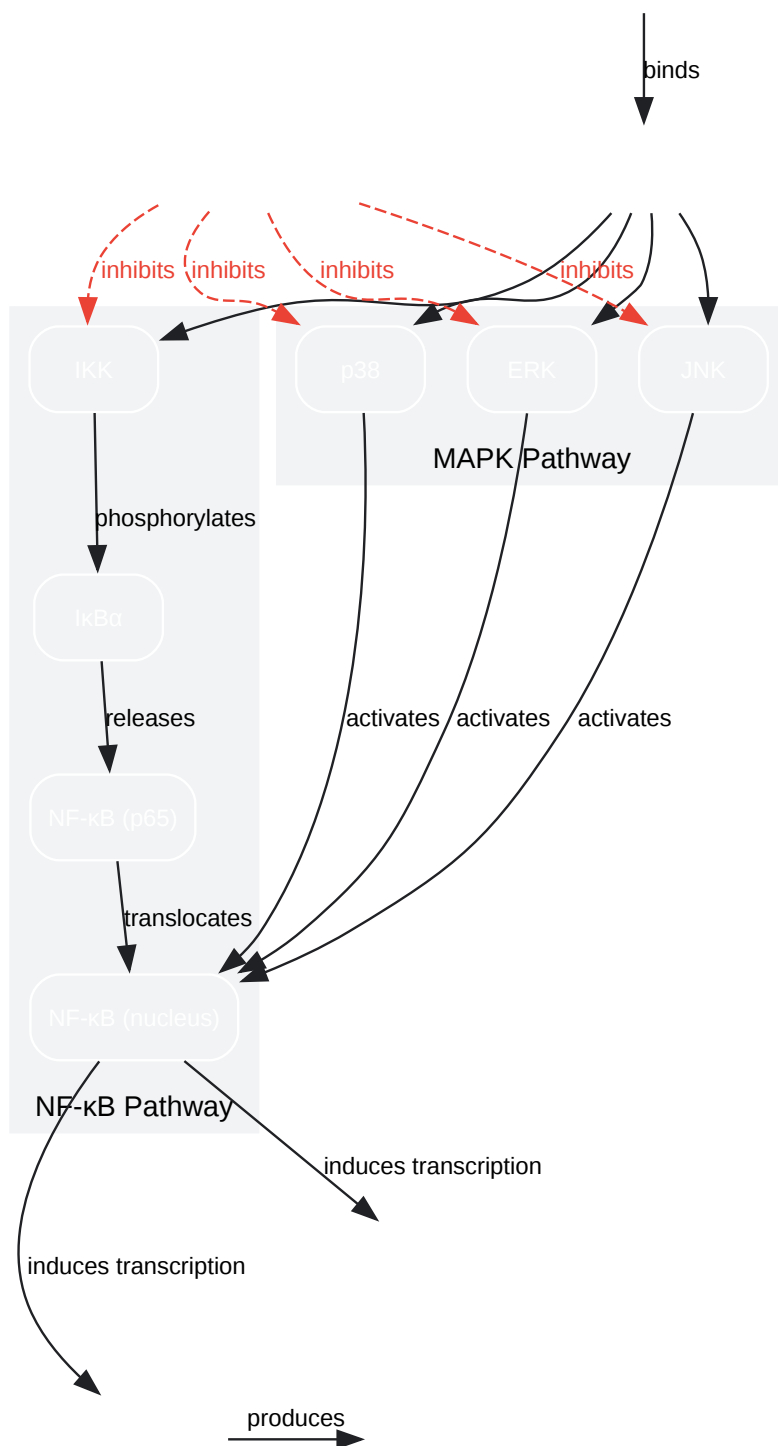 binds
inhibits
inhibits
inhibits
inhibits
IKK
p38
ERK
JNK
MAPK Pathway
phosphorylates
IκBα
releases
activates
activates
activates
NF-κB (p65)
translocates
NF-κB (nucleus)
NF-κB Pathway
induces transcription
induces transcription
produces